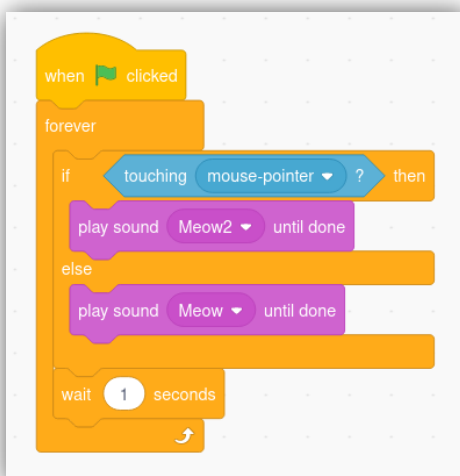 when clicked
forever
if touching mouse-pointer ? then
play sound Meow2 until done
else
play sound Meow until done
wait 1 seconds